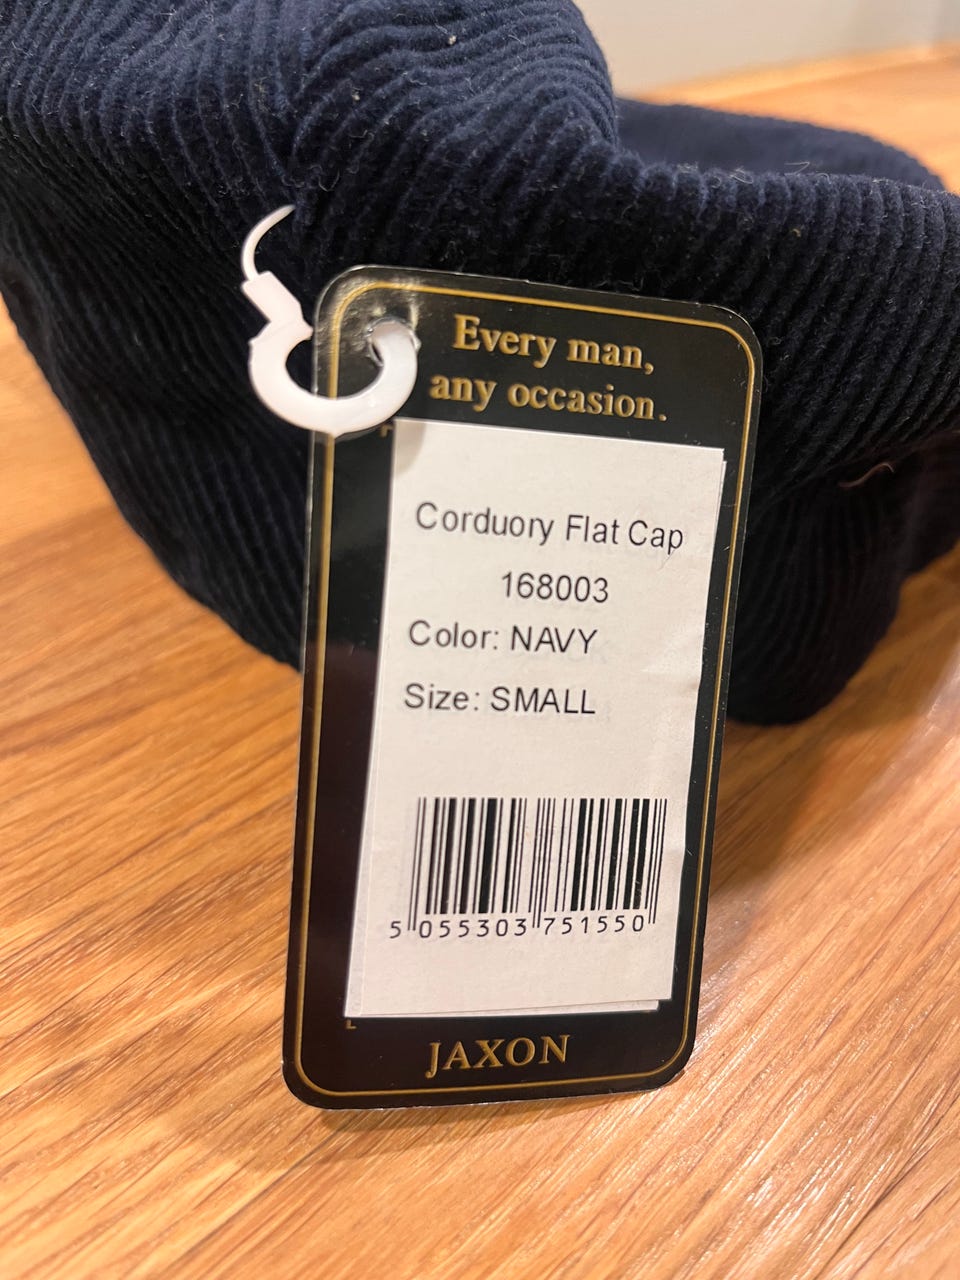 Every man,
any occasion.
Corduory Flat Cap
168003
Color: NAVY
Size: SMALL
5 055303 751550
JAXON